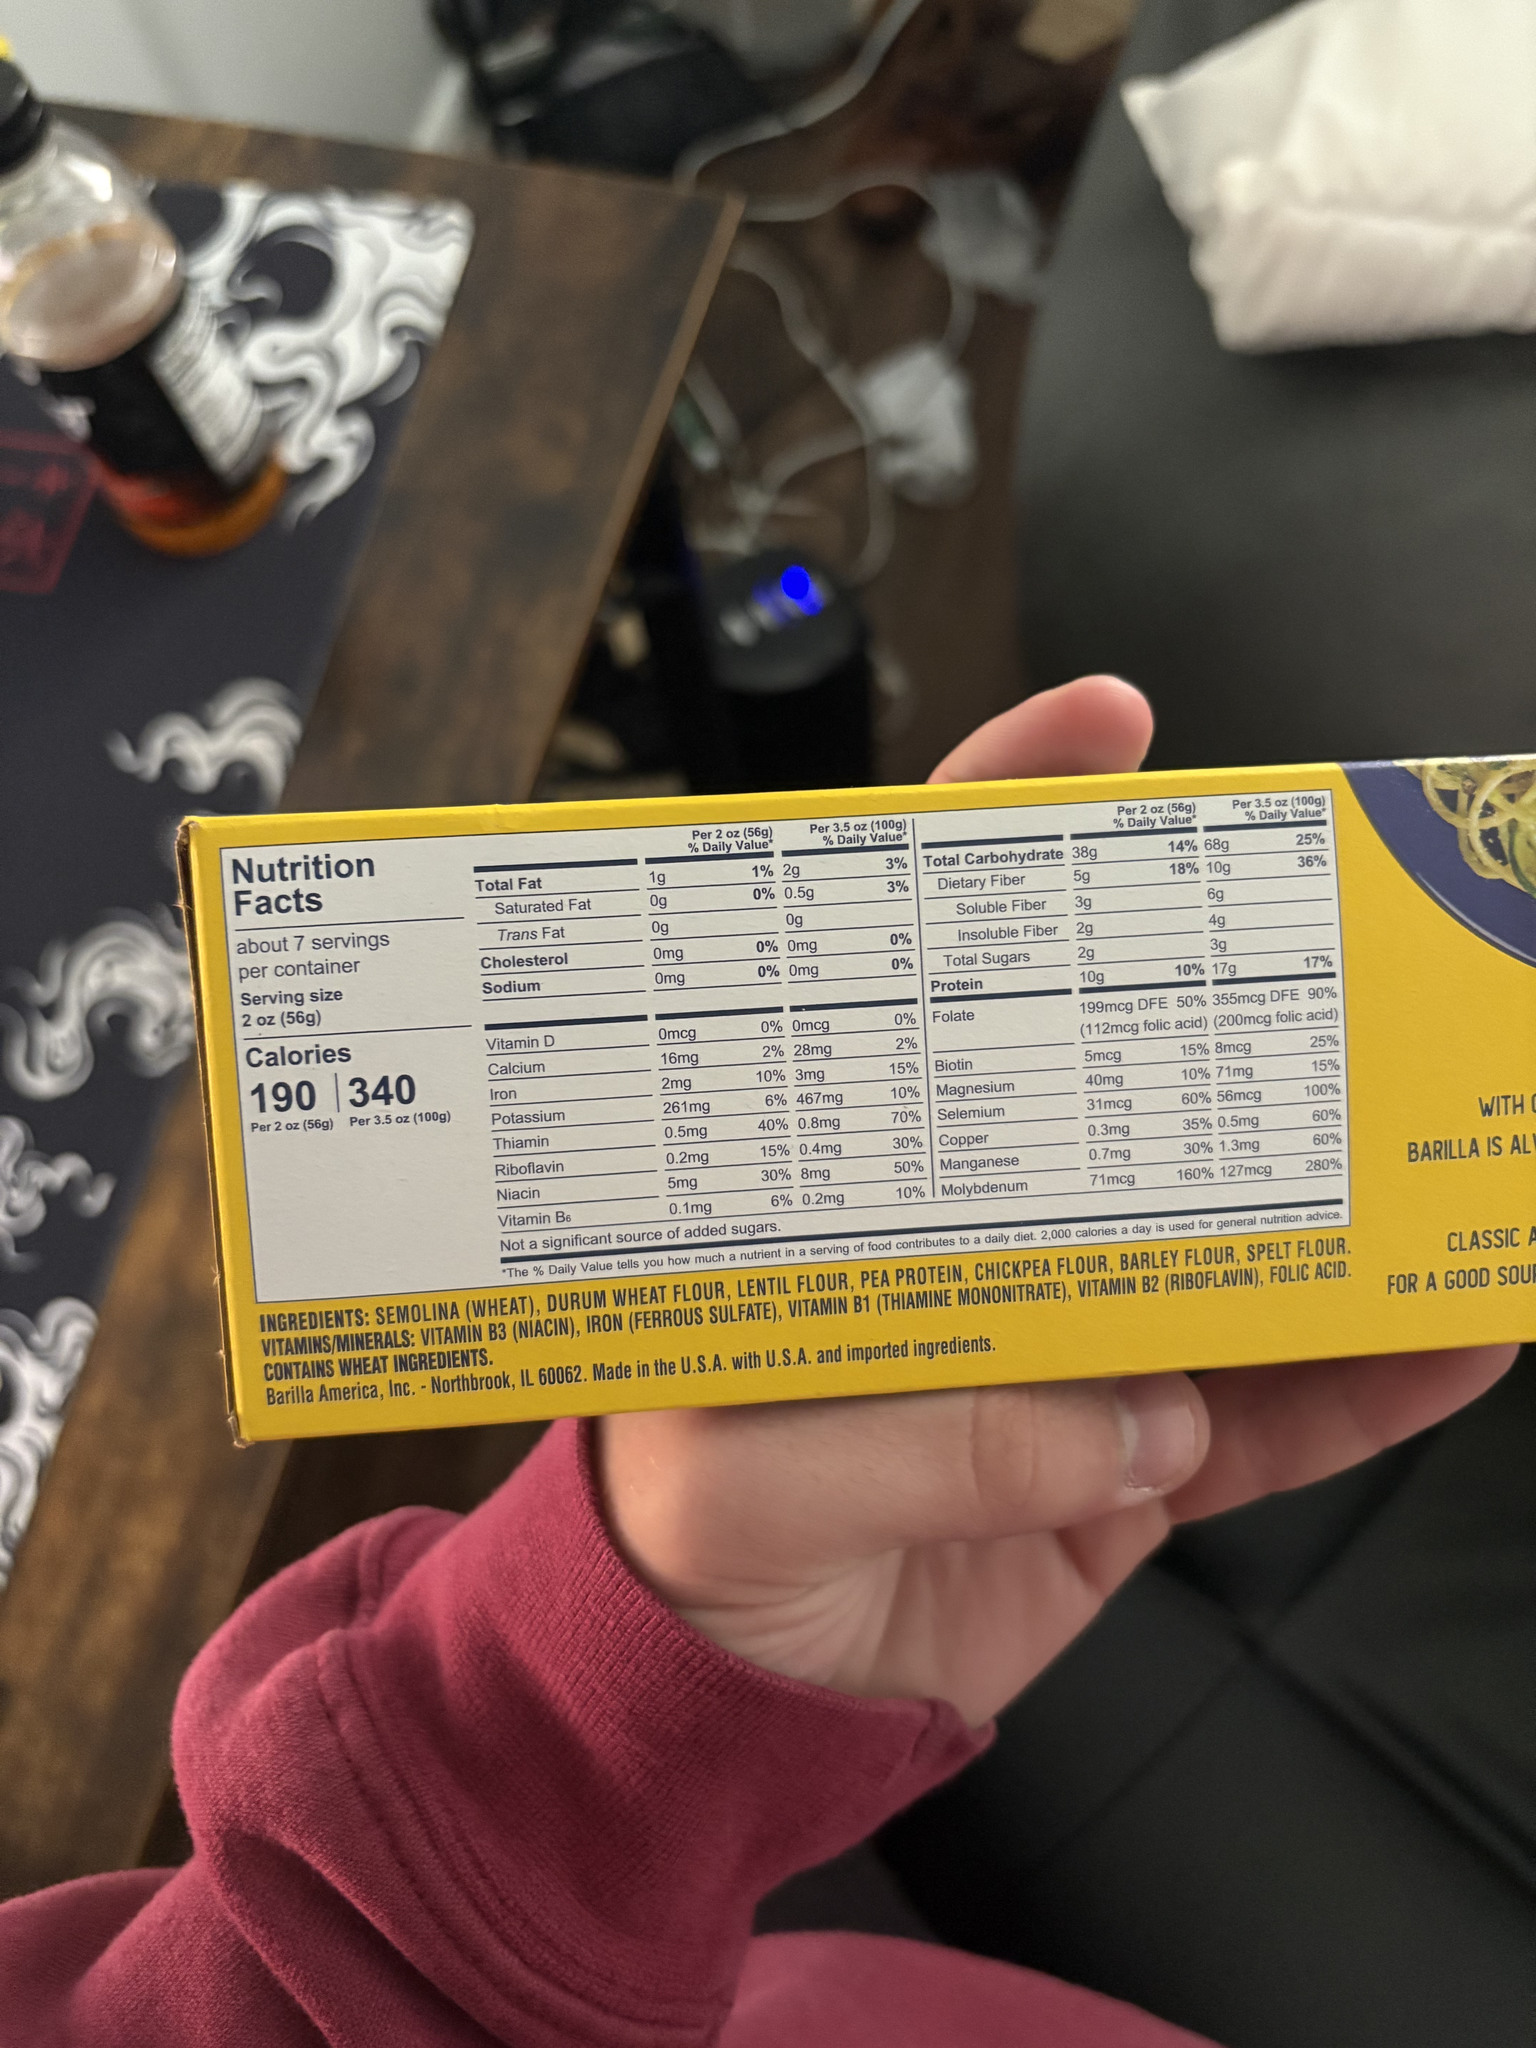 Nutrition
Facts
about 7 servings
per container
Serving size
2 oz (56g)
Calories
190 340
Per 2 oz (56g) Per 3.5 oz (100g)
Per 2 oz (56g) Per 3.5 oz (100g)
% Daily Value* % Daily Value*
Total Fat 1g 1% 2g 3%
Saturated Fat 0g 0% 0.5g 3%
Trans Fat 0g 0g
Cholesterol 0mg 0% 0mg 0%
Sodium 0mg 0% 0mg 0%
Vitamin D 0mcg 0% 0mcg 0%
Calcium 16mg 2% 28mg 2%
Iron 2mg 10% 3mg 15%
Potassium 261mg 6% 467mg 10%
Thiamin 0.5mg 40% 0.8mg 70%
Riboflavin 0.2mg 15% 0.4mg 30%
Niacin 5mg 30% 8mg 50%
Vitamin B6 0.1mg 6% 0.2mg 10%
Per 2 oz (56g) Per 3.5 oz (100g)
% Daily Value* % Daily Value*
Total Carbohydrate 38g 14% 68g 25%
Dietary Fiber 5g 18% 10g 36%
Soluble Fiber 3g 6g
Insoluble Fiber 2g 4g
Total Sugars 2g 3g
Protein 10g 10% 17g 17%
Folate 199mcg DFE 50% 355mcg DFE 90%
(112mcg folic acid) (200mcg folic acid)
Biotin 5mcg 15% 8mcg 25%
Magnesium 40mg 10% 71mg 15%
Selemium 31mcg 60% 56mcg 100%
Copper 0.3mg 35% 0.5mg 60%
Manganese 0.7mg 30% 1.3mg 60%
Molybdenum 71mcg 160% 127mcg 280%
Not a significant source of added sugars.
*The % Daily Value tells you how much a nutrient in a serving of food contributes to a daily diet. 2,000 calories a day is used for general nutrition advice.
INGREDIENTS: SEMOLINA (WHEAT), DURUM WHEAT FLOUR, LENTIL FLOUR, PEA PROTEIN, CHICKPEA FLOUR, BARLEY FLOUR, SPELT FLOUR.
VITAMINS/MINERALS: VITAMIN B3 (NIACIN), IRON (FERROUS SULFATE), VITAMIN B1 (THIAMINE MONONITRATE), VITAMIN B2 (RIBOFLAVIN), FOLIC ACID.
CONTAINS WHEAT INGREDIENTS.
Barilla America, Inc. - Northbrook, IL 60062. Made in the U.S.A. with U.S.A. and imported ingredients.
WITH
BARILLA IS
CLASSIC
FOR A GOOD